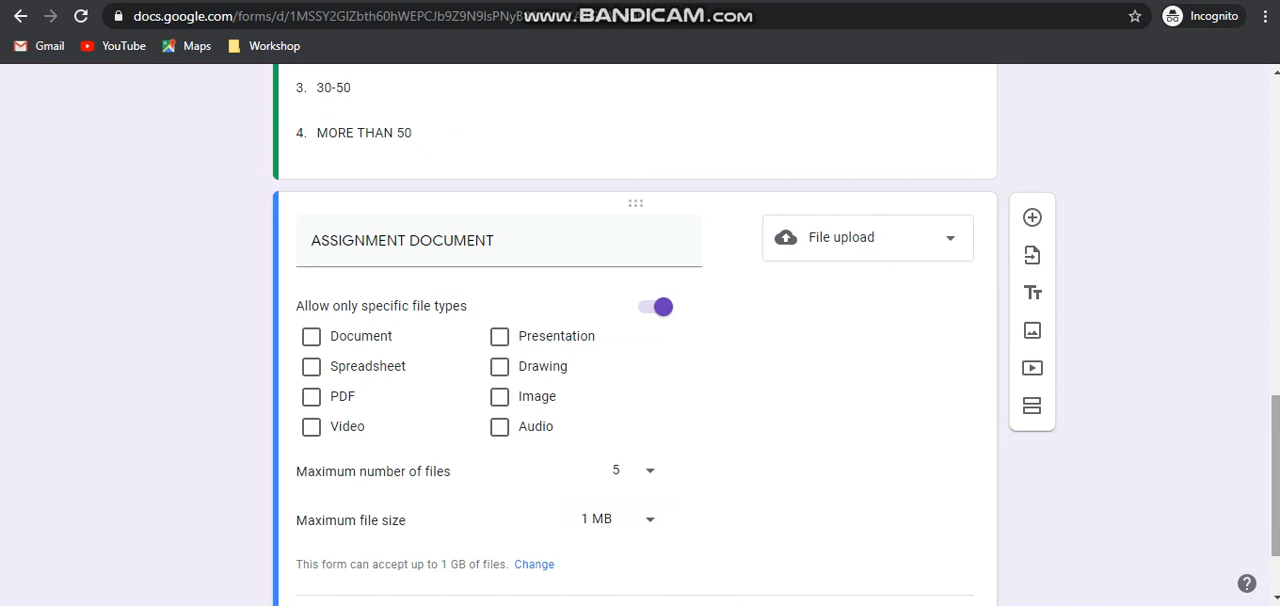 docs.google.com/forms/d/1MSSY2GIZbth60hWEPCJb9Z9N9IsPNy
www.BANDICAM.com
Incognito
Gmail
YouTube
Maps
Workshop
3. 30-50
4. MORE THAN 50
ASSIGNMENT DOCUMENT
File upload
Allow only specific file types
Document
Presentation
Spreadsheet
Drawing
PDF
Image
Video
Audio
Maximum number of files
5
Maximum file size
1 MB
This form can accept up to 1 GB of files. Change